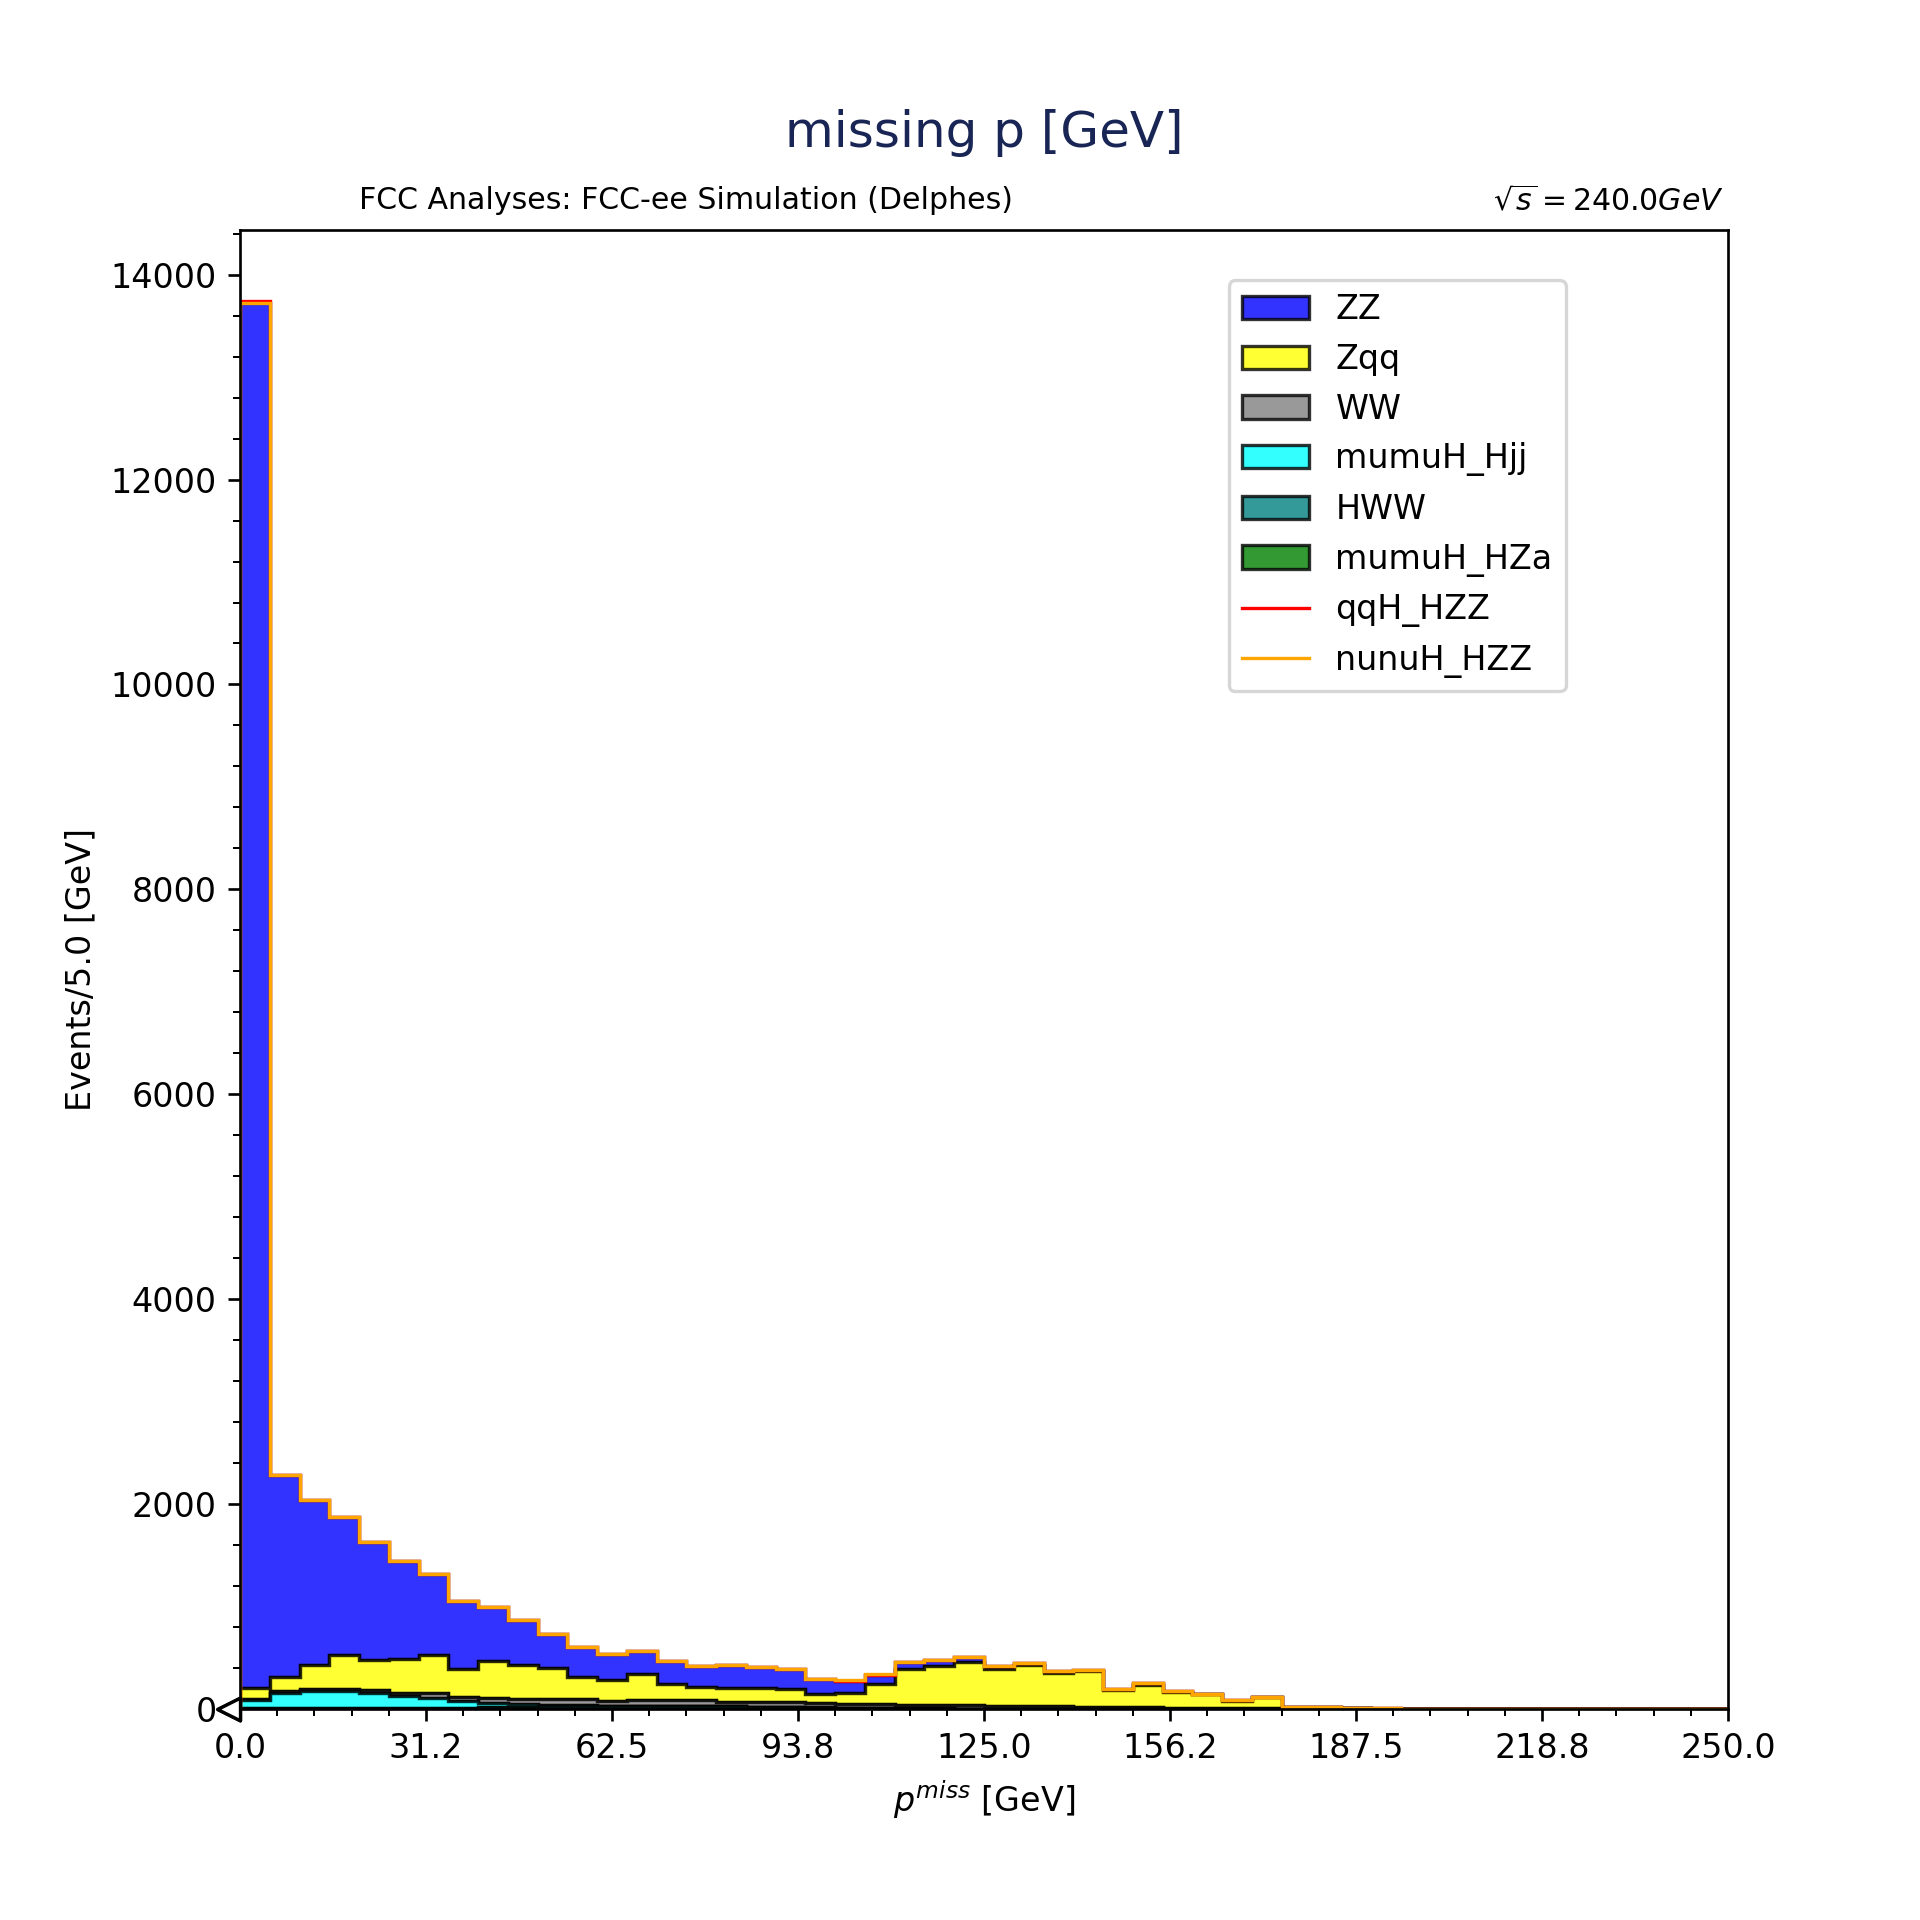 missing p [GeV]
FCC Analyses: FCC-ee Simulation (Delphes)
√s = 240.0GeV
14000
12000
10000
8000
6000
4000
2000
0
Events/5.0 [GeV]
ZZ
Zqq
WW
mumuH_Hjj
HWW
mumuH_HZa
qqH_HZZ
nunuH_HZZ
0.0 31.2 62.5 93.8 125.0 156.2 187.5 218.8 250.0
p^miss [GeV]